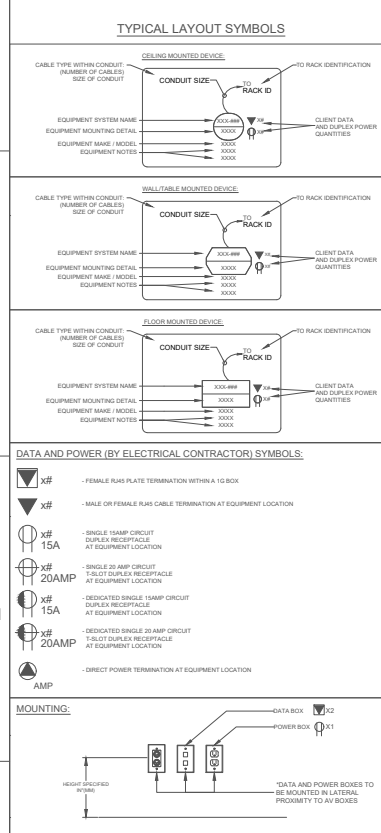 TYPICAL LAYOUT SYMBOLS
CEILING MOUNTED DEVICE:
CABLE TYPE WITHIN CONDUIT:
(NUMBER OF CABLES)
SIZE OF CONDUIT
CONDUIT SIZE
TO
RACK ID
TO RACK IDENTIFICATION
EQUIPMENT SYSTEM NAME
XXX-###
X#
EQUIPMENT MOUNTING DETAIL
XXXX
X#
CLIENT DATA
AND DUPLEX POWER
QUANTITIES
EQUIPMENT MAKE / MODEL
XXXX
EQUIPMENT NOTES
XXXX
XXXX
WALL/TABLE MOUNTED DEVICE:
CABLE TYPE WITHIN CONDUIT:
(NUMBER OF CABLES)
SIZE OF CONDUIT
CONDUIT SIZE
TO
RACK ID
TO RACK IDENTIFICATION
EQUIPMENT SYSTEM NAME
XXX-###
X#
EQUIPMENT MOUNTING DETAIL
XXXX
X#
CLIENT DATA
AND DUPLEX POWER
QUANTITIES
EQUIPMENT MAKE / MODEL
XXXX
EQUIPMENT NOTES
XXXX
XXXX
FLOOR MOUNTED DEVICE:
CABLE TYPE WITHIN CONDUIT:
(NUMBER OF CABLES)
SIZE OF CONDUIT
CONDUIT SIZE
TO
RACK ID
TO RACK IDENTIFICATION
EQUIPMENT SYSTEM NAME
XXX-###
X#
EQUIPMENT MOUNTING DETAIL
XXXX
X#
CLIENT DATA
AND DUPLEX POWER
QUANTITIES
EQUIPMENT MAKE / MODEL
XXXX
EQUIPMENT NOTES
XXXX
XXXX
DATA AND POWER (BY ELECTRICAL CONTRACTOR) SYMBOLS:
x#
- FEMALE RJ45 PLATE TERMINATION WITHIN A 1G BOX
x#
- MALE OR FEMALE RJ45 CABLE TERMINATION AT EQUIPMENT LOCATION
x#
15A
- SINGLE 15AMP CIRCUIT
DUPLEX RECEPTACLE
AT EQUIPMENT LOCATION
x#
20AMP
- SINGLE 20 AMP CIRCUIT
T-SLOT DUPLEX RECEPTACLE
AT EQUIPMENT LOCATION
x#
15A
- DEDICATED SINGLE 15AMP CIRCUIT
DUPLEX RECEPTACLE
AT EQUIPMENT LOCATION
x#
20AMP
- DEDICATED SINGLE 20 AMP CIRCUIT
T-SLOT DUPLEX RECEPTACLE
AT EQUIPMENT LOCATION
AMP
- DIRECT POWER TERMINATION AT EQUIPMENT LOCATION
MOUNTING:
DATA BOX
X2
POWER BOX
X1
HEIGHT SPECIFIED
IN"(MM)
*DATA AND POWER BOXES TO
BE MOUNTED IN LATERAL
PROXIMITY TO AV BOXES